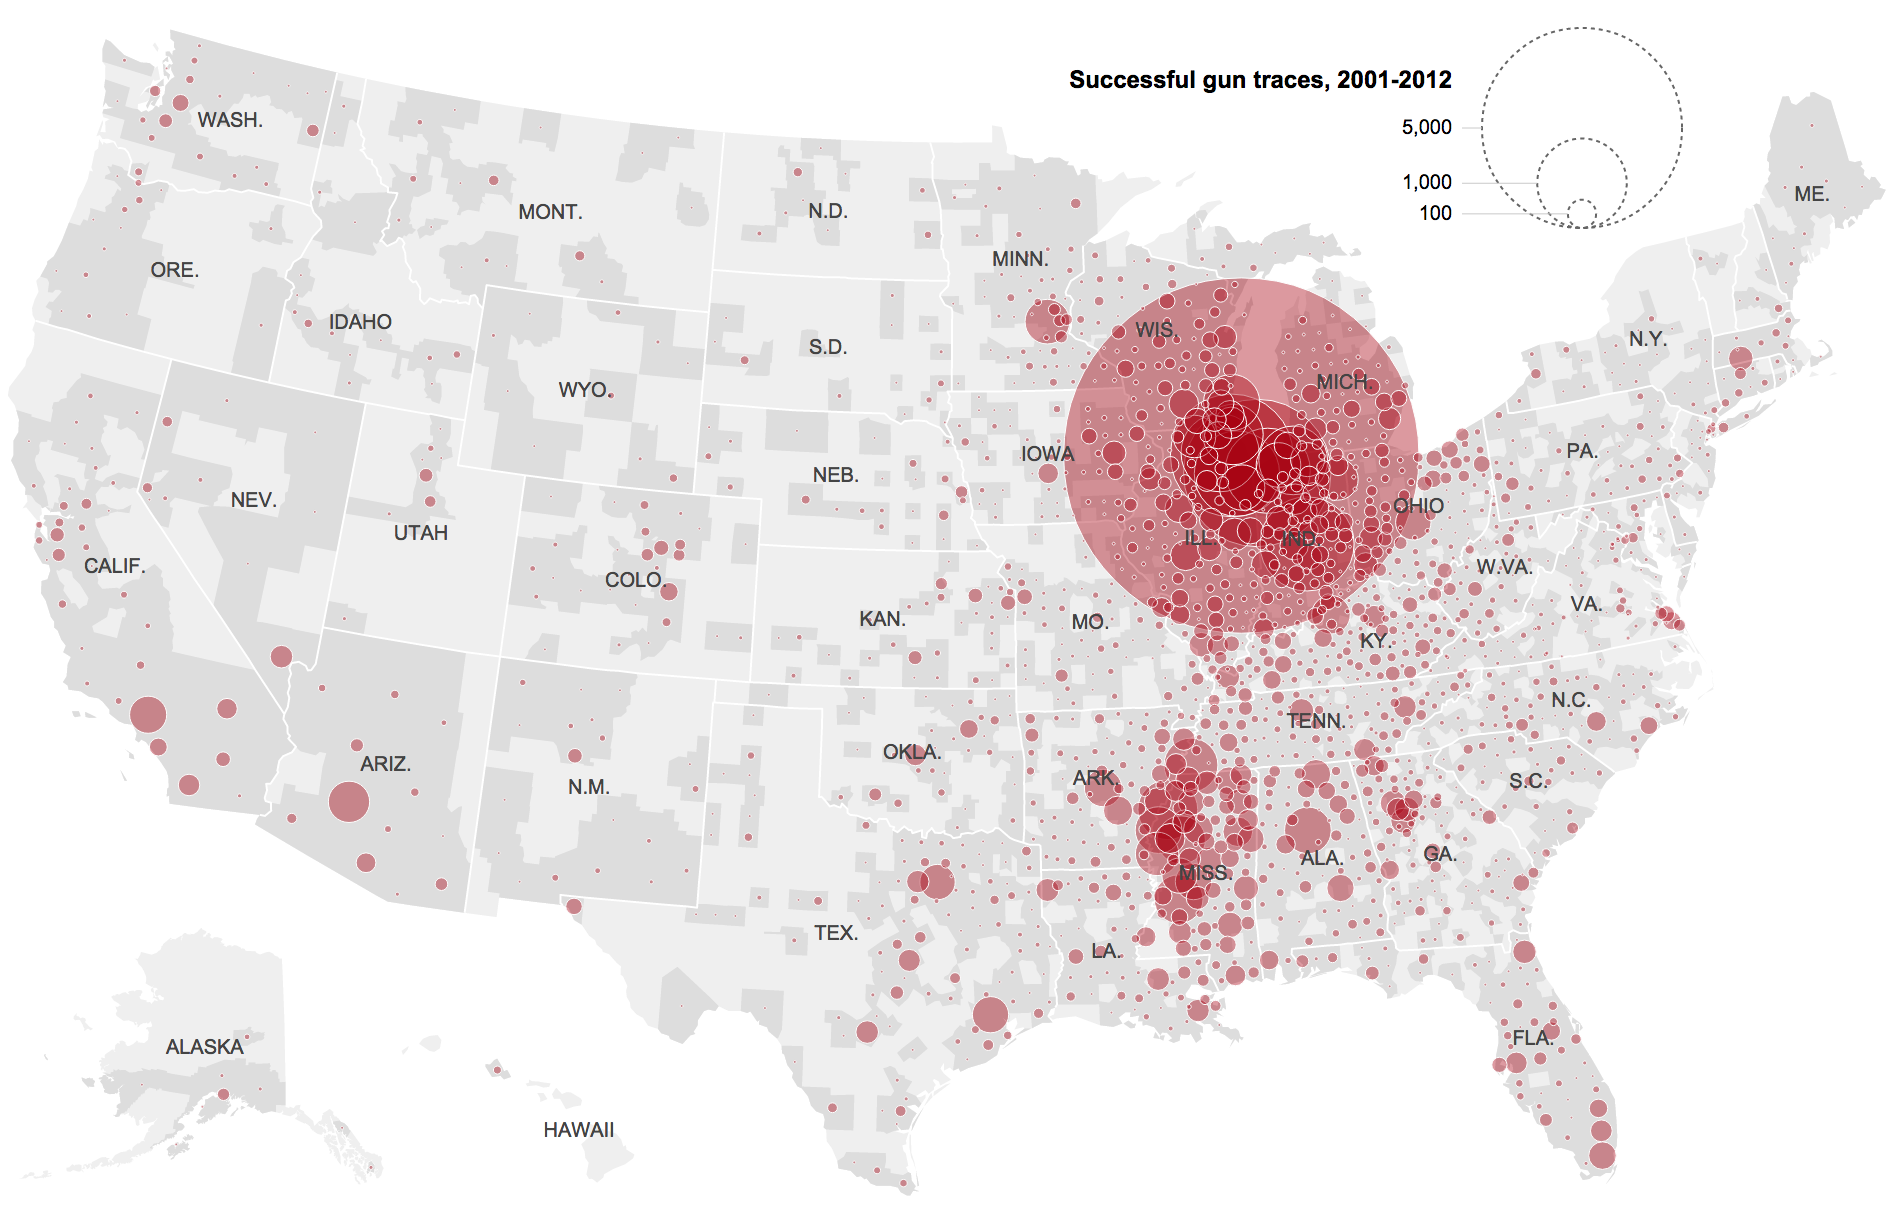 Successful gun traces, 2001-2012
5,000
1,000
100
WASH.
MONT.
N.D.
MINN.
ME.
ORE.
IDAHO
S.D.
WIS.
N.Y.
WYO.
MICH.
IOWA
PA.
NEB.
NEV.
UTAH
OHIO
ILL.
IND.
CALIF.
COLO.
W.VA.
VA.
KAN.
MO.
KY.
N.C.
TENN.
OKLA.
ARIZ.
N.M.
ARK.
S.C.
MISS.
ALA.
GA.
TEX.
LA.
FLA.
ALASKA
HAWAII